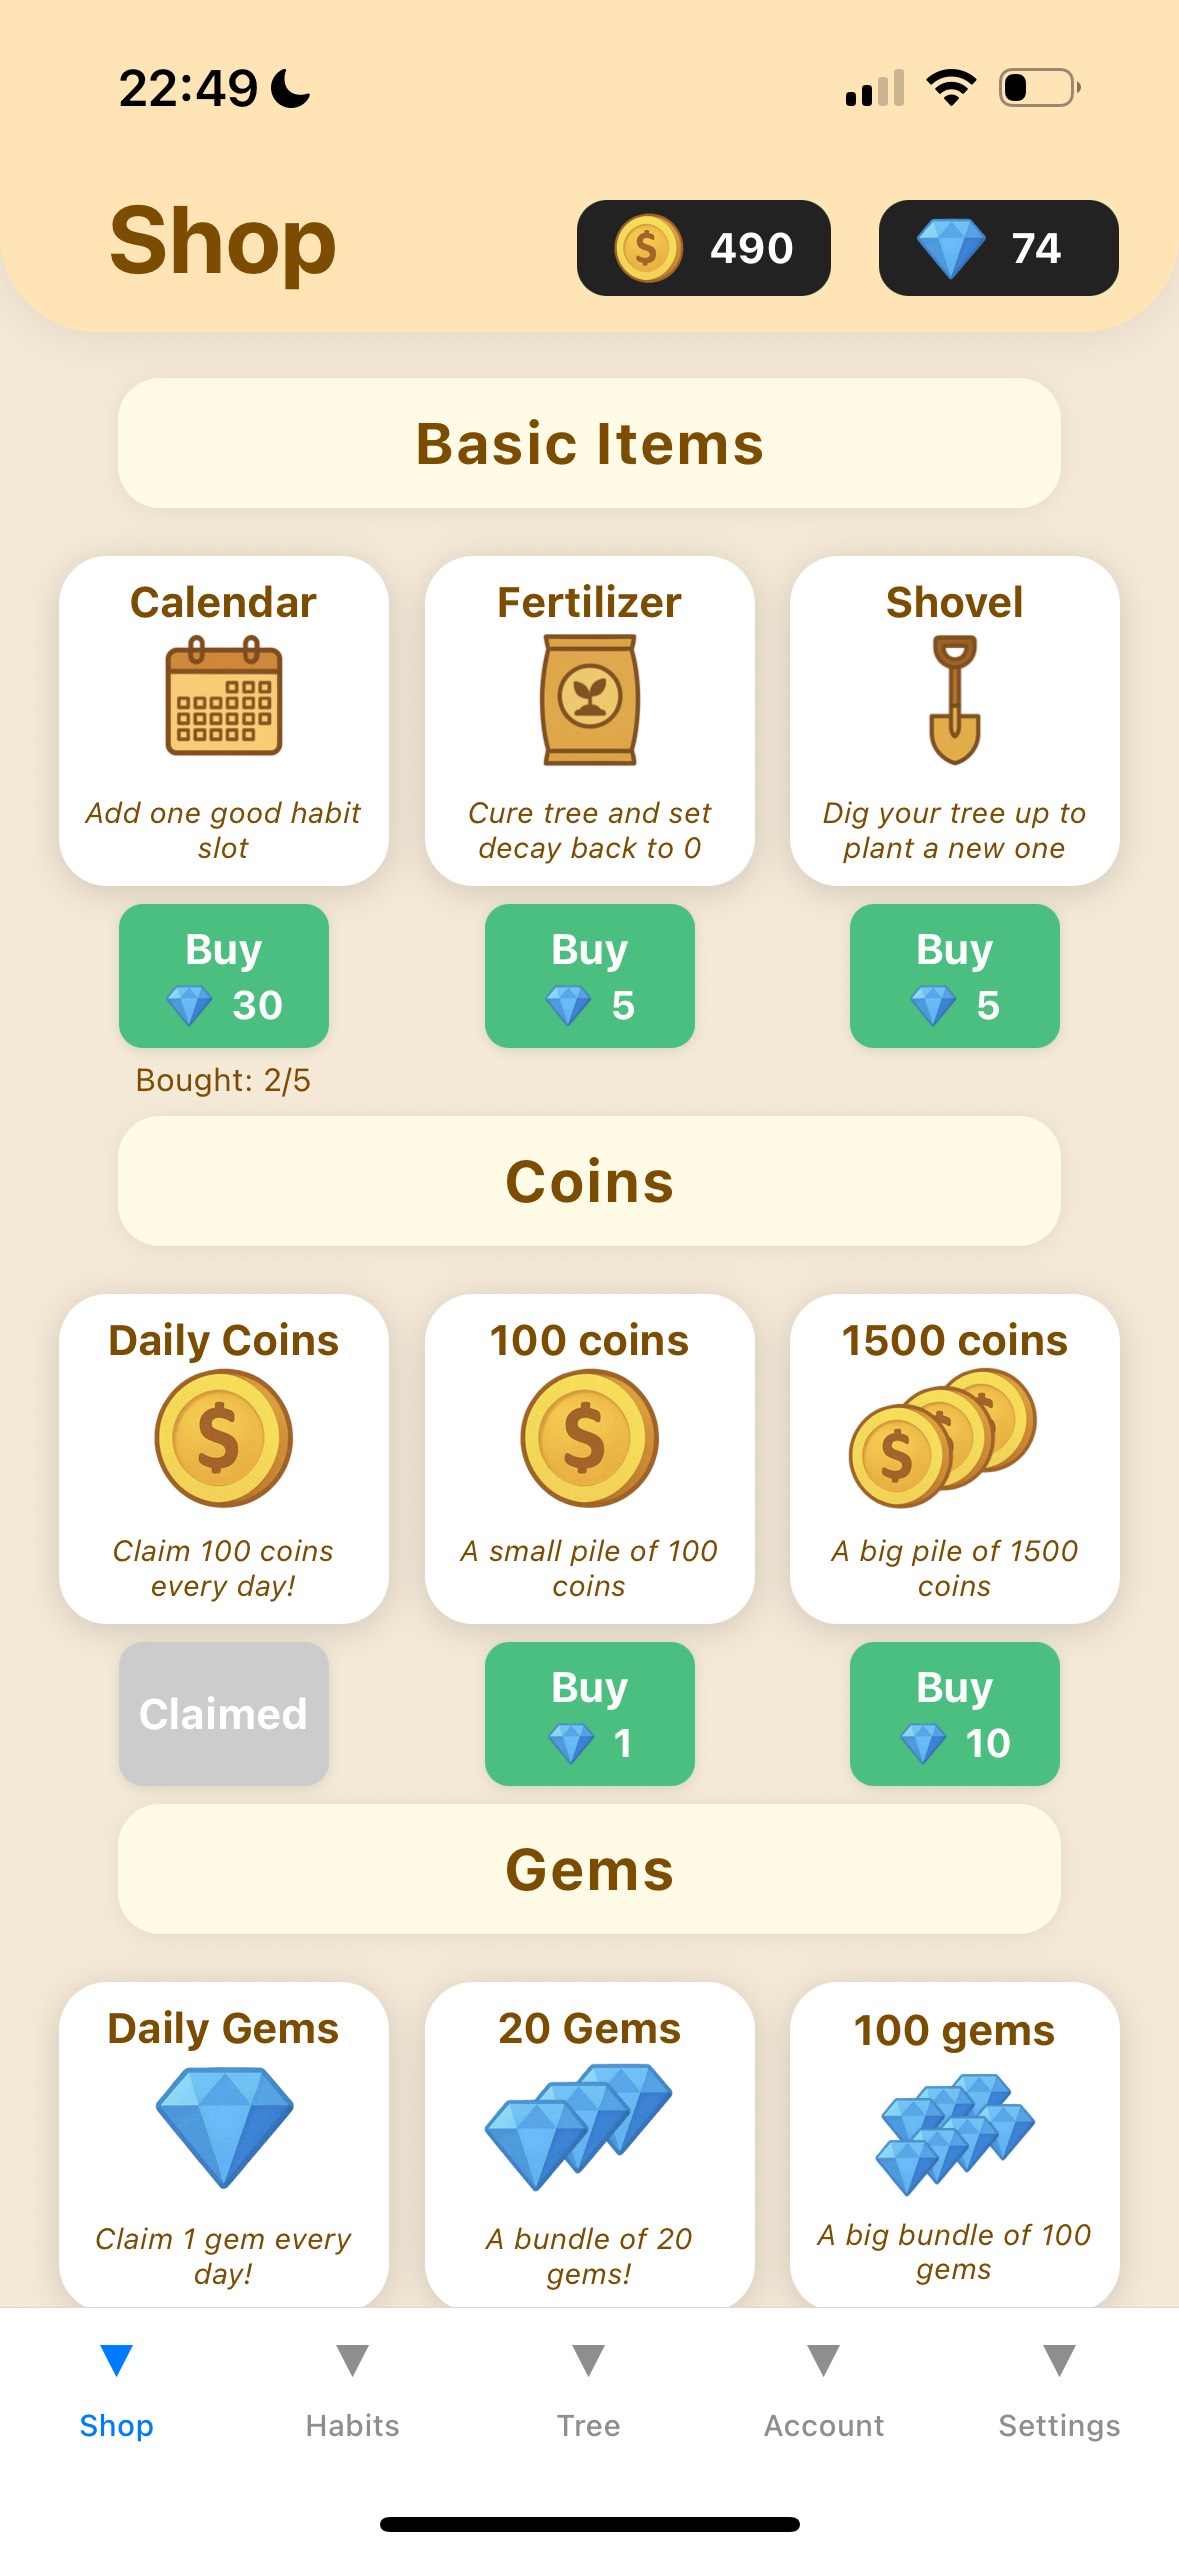 22:49
Shop
490
74
Basic Items
Calendar
Add one good habit
slot
Buy
30
Bought: 2/5
Fertilizer
Cure tree and set
decay back to 0
Buy
5
Shovel
Dig your tree up to
plant a new one
Buy
5
Coins
Daily Coins
$
Claim 100 coins
every day!
Claimed
100 coins
$
A small pile of 100
coins
Buy
1
1500 coins
$
A big pile of 1500
coins
Buy
10
Gems
Daily Gems
Claim 1 gem every
day!
20 Gems
A bundle of 20
gems!
100 gems
A big bundle of 100
gems
Shop
Habits
Tree
Account
Settings